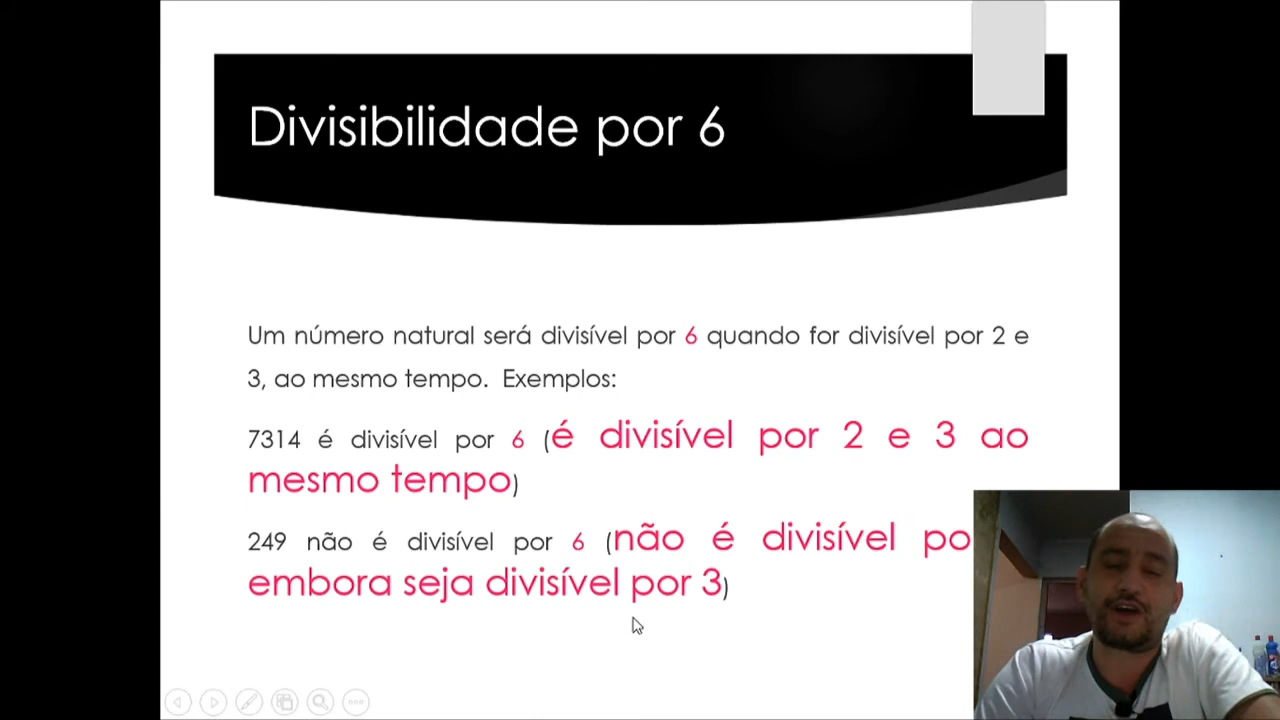 Divisibilidade por 6
Um número natural será divisível por 6 quando for divisível por 2 e
3, ao mesmo tempo. Exemplos:
7314 é divisível por 6 (é divisível por 2 e 3 ao
mesmo tempo)
249 não é divisível por 6 (não é divisível po
embora seja divisível por 3)